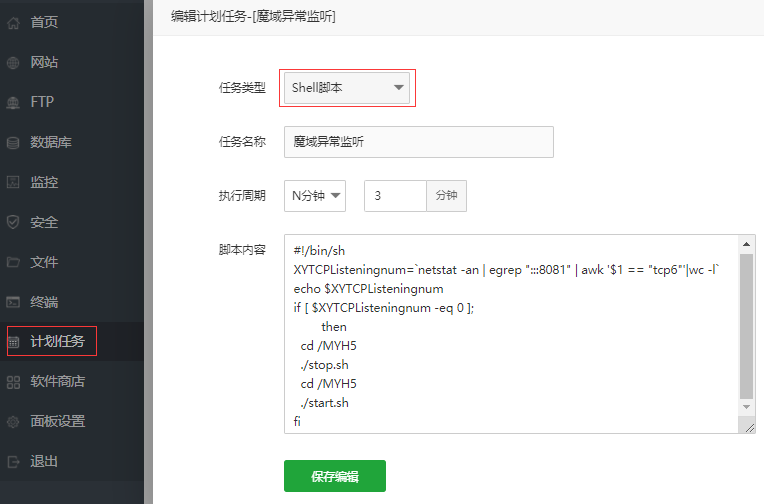 首页
网站
FTP
数据库
监控
安全
文件
终端
计划任务
软件商店
面板设置
退出
编辑计划任务-[魔域异常监听]
任务类型
Shell脚本
任务名称
魔域异常监听
执行周期
N分钟
3
分钟
脚本内容
#!/bin/sh
XYTCPListeningnum=`netstat -an | egrep ":::8081" | awk '$1 == "tcp6"'|wc -l`
echo $XYTCPListeningnum
if [ $XYTCPListeningnum -eq 0 ];
then
cd /MYH5
./stop.sh
cd /MYH5
./start.sh
fi
保存编辑